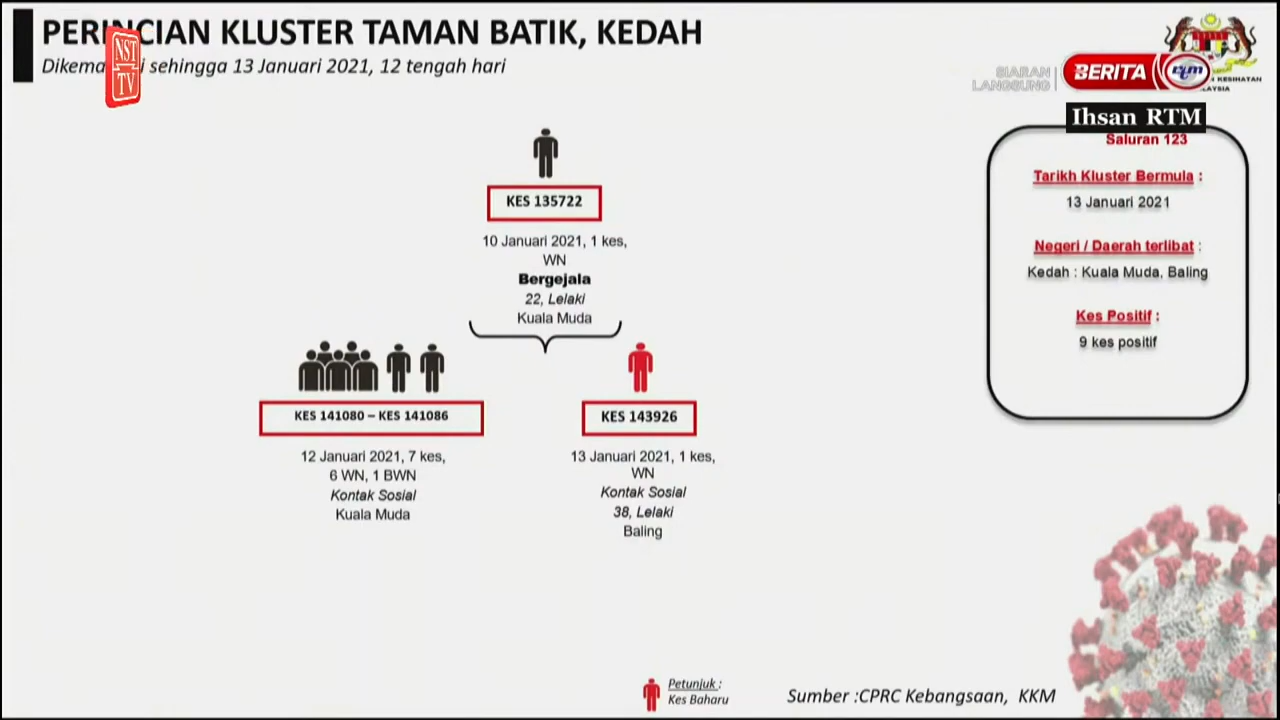 PERINCIAN KLUSTER TAMAN BATIK, KEDAH
sehingga 13 Januari 2021, 12 tengah hari
NST
TV
SIARAN
LANGSUNG
BERITA
rtm
KESIHATAN
Ihsan RTM
Saluran 123
Tarikh Kluster Bermula :
13 Januari 2021
Negeri / Daerah terlibat :
Kedah : Kuala Muda, Baling
Kes Positif :
9 kes positif
KES 135722
10 Januari 2021, 1 kes,
WN
Bergejala
22, Lelaki
Kuala Muda
KES 141080 – KES 141086
12 Januari 2021, 7 kes,
6 WN, 1 BWN
Kontak Sosial
Kuala Muda
KES 143926
13 Januari 2021, 1 kes,
WN
Kontak Sosial
38, Lelaki
Baling
Petunjuk :
Kes Baharu
Sumber :CPRC Kebangsaan, KKM